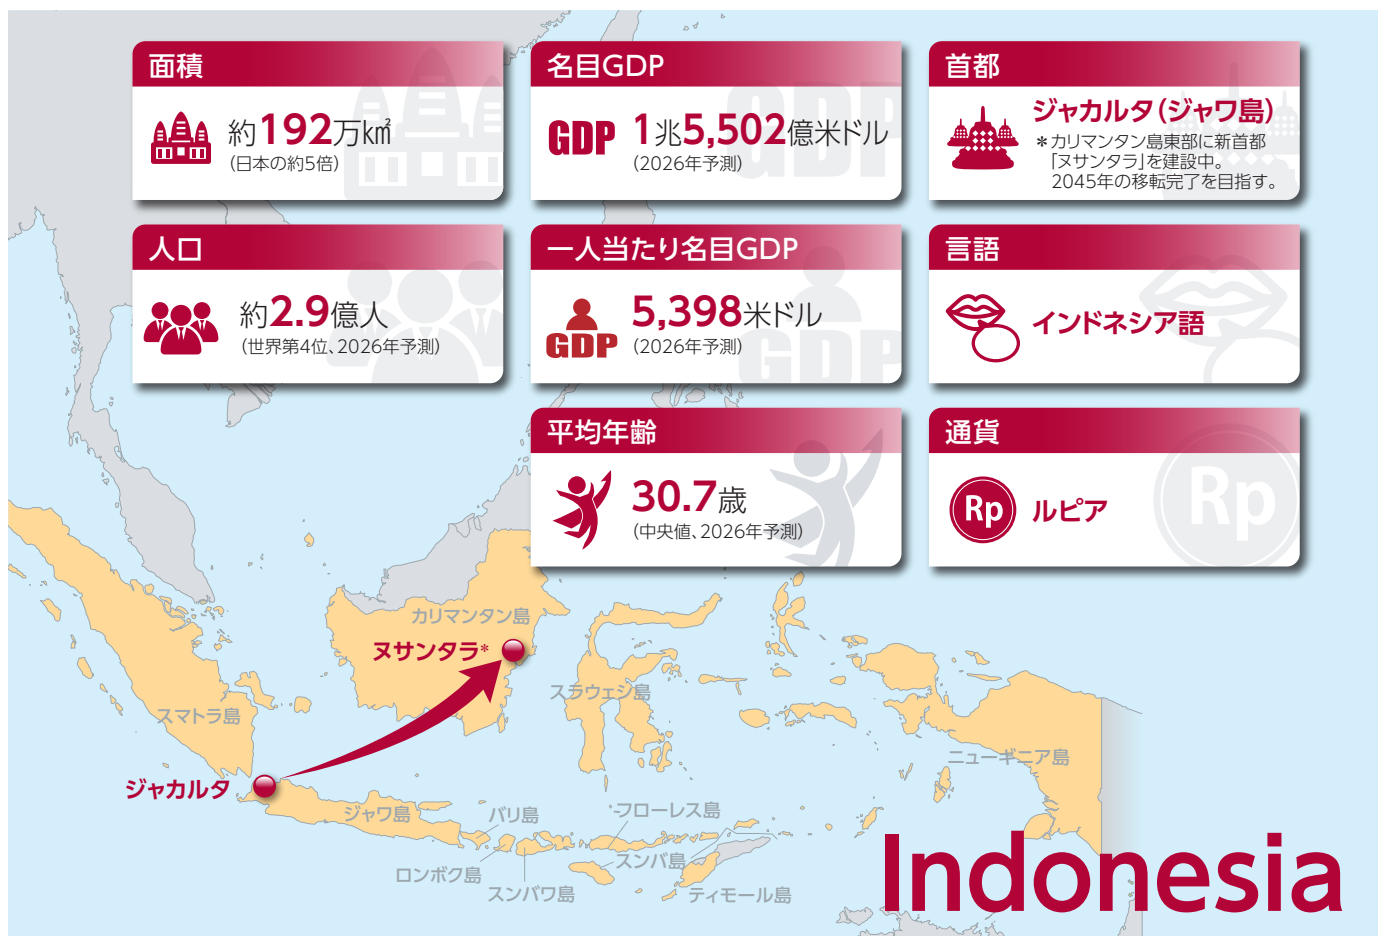 面積
約192万km²
(日本の約5倍)
名目GDP
GDP
1兆5,502億米ドル
(2026年予測)
首都
ジャカルタ(ジャワ島)
*カリマンタン島東部に新首都
「ヌサンタラ」を建設中。
2045年の移転完了を目指す。
人口
約2.9億人
(世界第4位、2026年予測)
一人当たり名目GDP
GDP
5,398米ドル
(2026年予測)
言語
インドネシア語
平均年齢
30.7歳
(中央値、2026年予測)
通貨
Rp
ルピア
Rp
カリマンタン島
ヌサンタラ*
スラウェシ島
スマトラ島
ニューギニア島
ジャカルタ
ジャワ島
バリ島
フローレス島
ロンボク島
スンバ島
スンバワ島
ティモール島
Indonesia